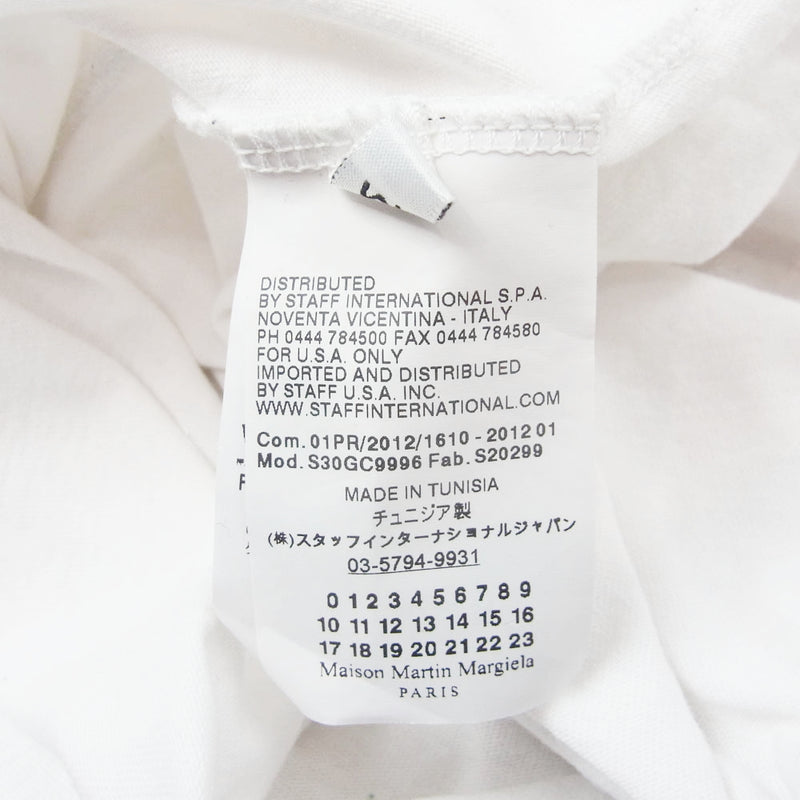 DISTRIBUTED
BY STAFF INTERNATIONAL S.P.A.
NOVENTA VICENTINA - ITALY
PH 0444 784500 FAX 0444 784580
FOR U.S.A. ONLY
IMPORTED AND DISTRIBUTED
BY STAFF U.S.A. INC.
WWW.STAFFINTERNATIONAL.COM
Com. 01PR/2012/1610 - 2012 01
Mod. S30GC9996 Fab. S20299
MADE IN TUNISIA
チュニジア製
(株)スタッフインターナショナルジャパン
03-5794-9931
0 1 2 3 4 5 6 7 8 9
10 11 12 13 14 15 16
17 18 19 20 21 22 23
Maison Martin Margiela
PARIS